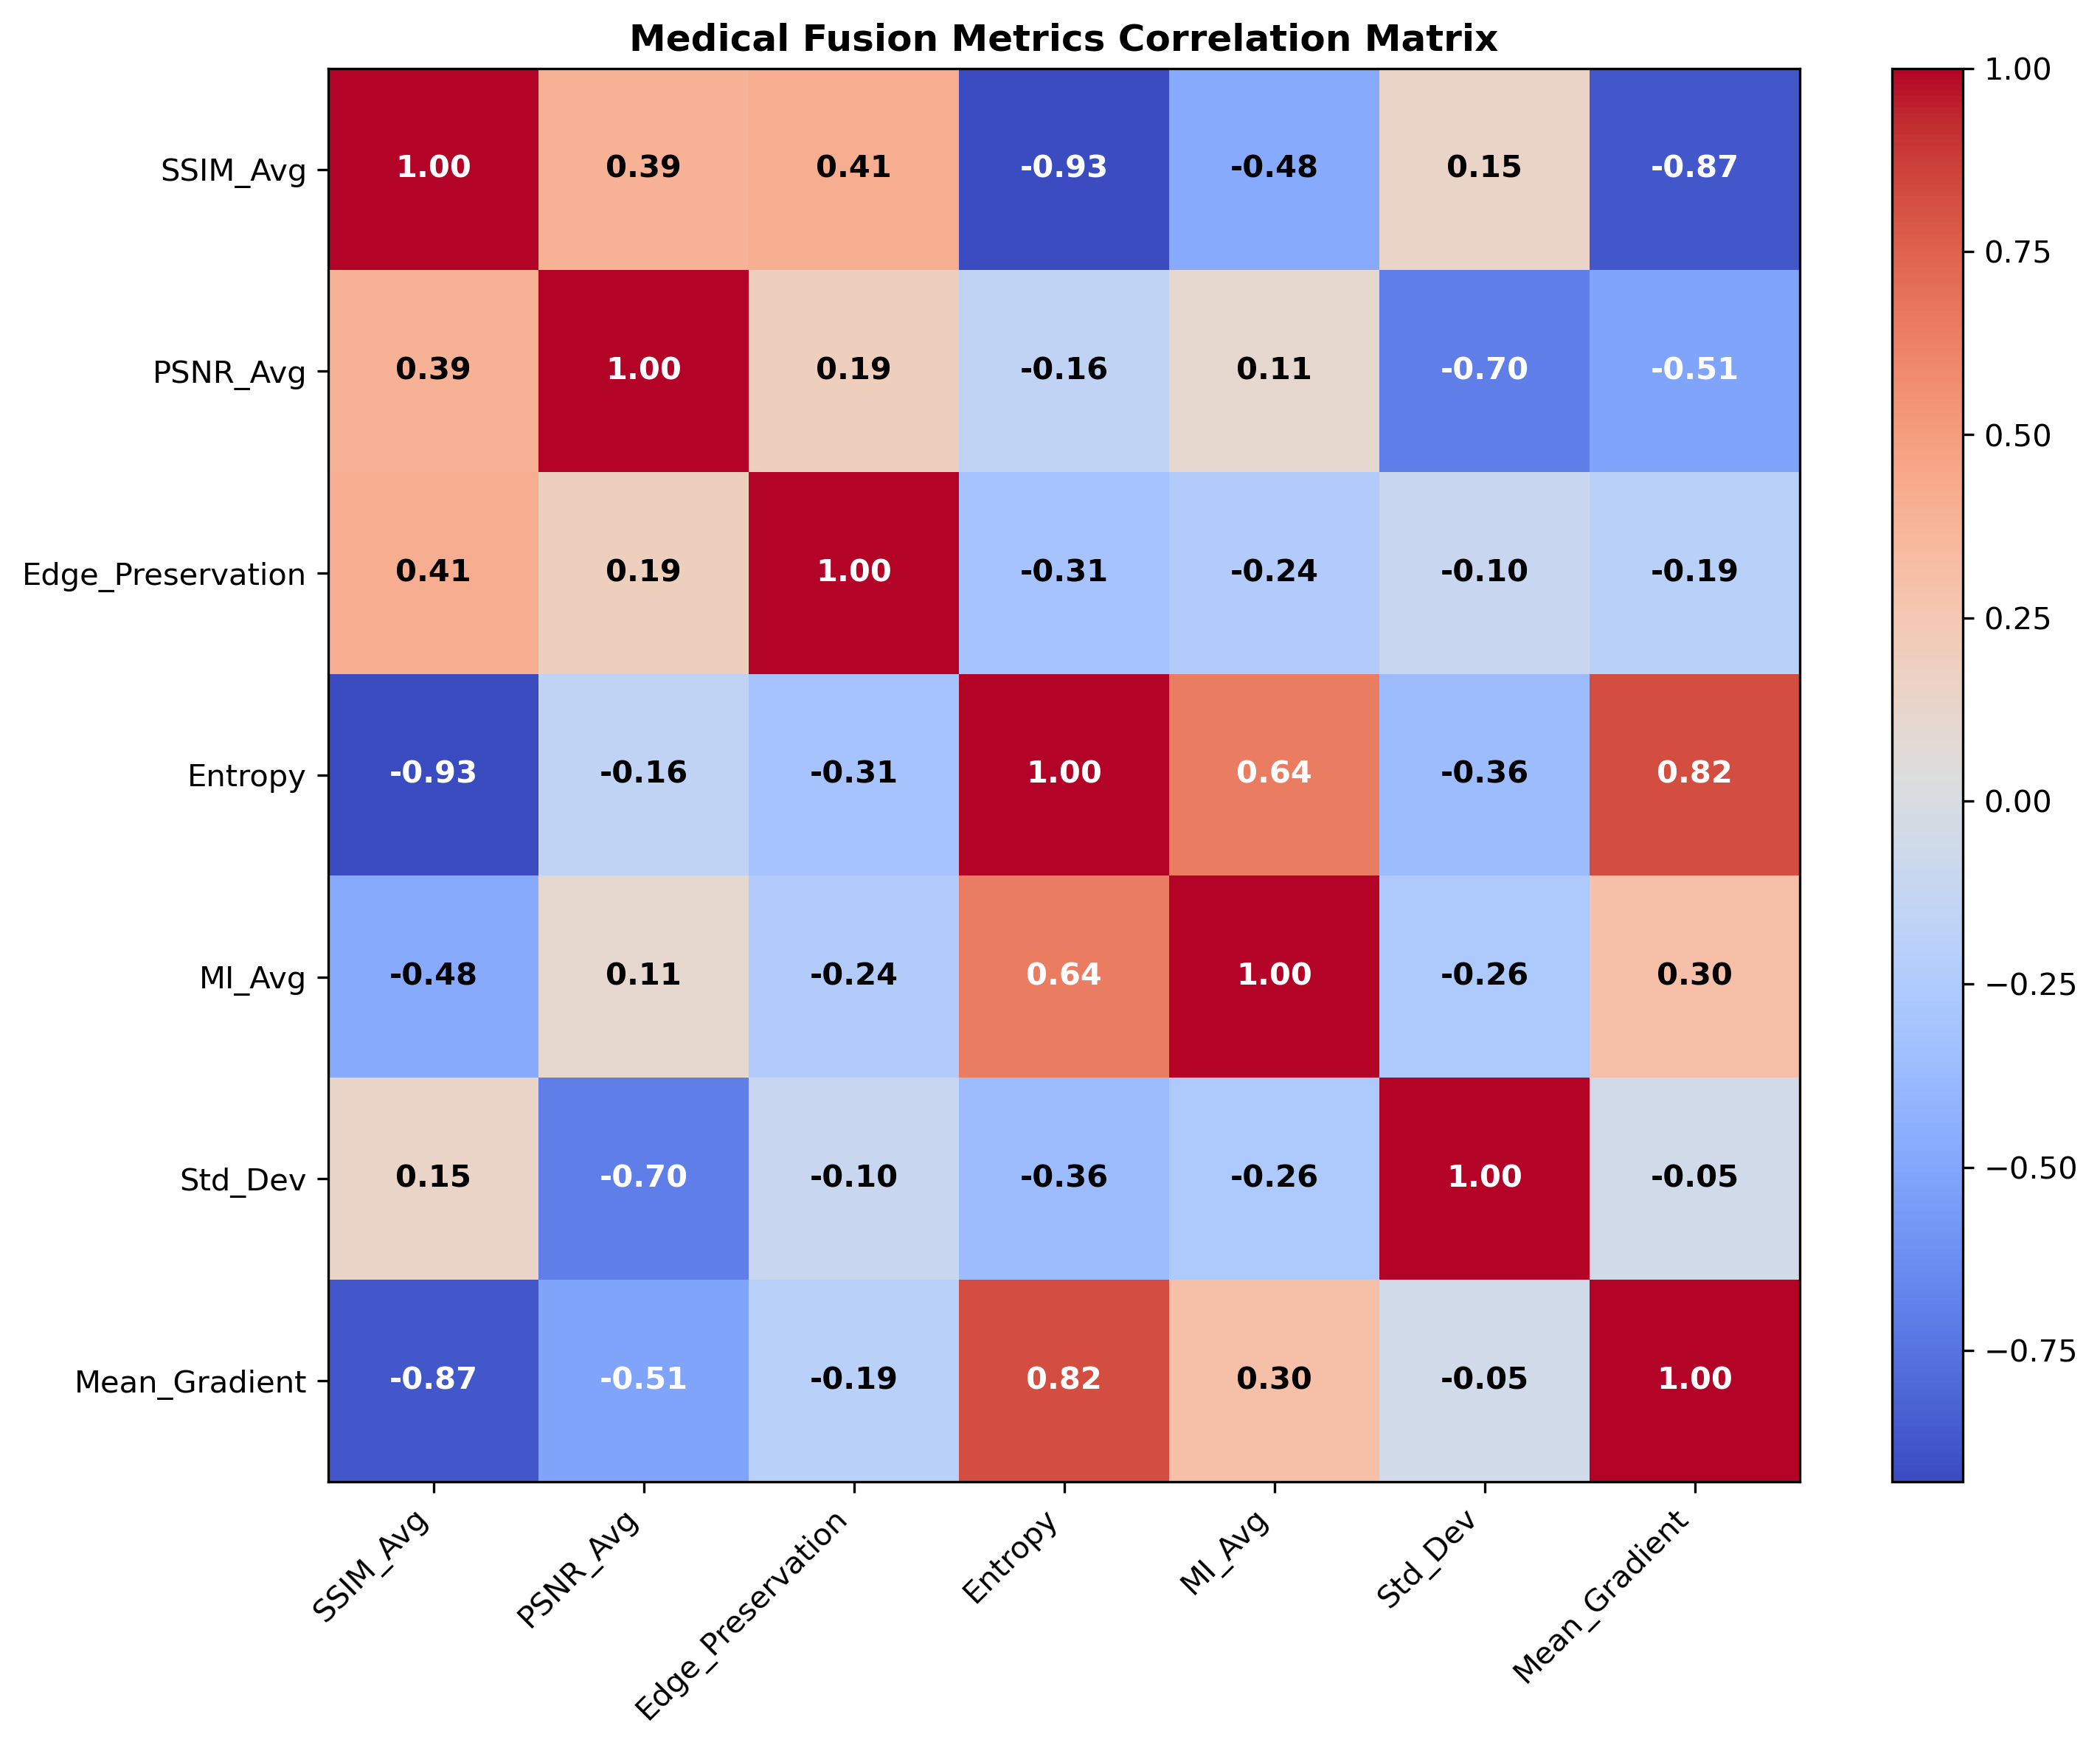 Medical Fusion Metrics Correlation Matrix
SSIM_Avg 1.00 0.39 0.41 -0.93 -0.48 0.15 -0.87
PSNR_Avg 0.39 1.00 0.19 -0.16 0.11 -0.70 -0.51
Edge_Preservation 0.41 0.19 1.00 -0.31 -0.24 -0.10 -0.19
Entropy -0.93 -0.16 -0.31 1.00 0.64 -0.36 0.82
MI_Avg -0.48 0.11 -0.24 0.64 1.00 -0.26 0.30
Std_Dev 0.15 -0.70 -0.10 -0.36 -0.26 1.00 -0.05
Mean_Gradient -0.87 -0.51 -0.19 0.82 0.30 -0.05 1.00
SSIM_Avg PSNR_Avg Edge_Preservation Entropy MI_Avg Std_Dev Mean_Gradient
1.00
0.75
0.50
0.25
0.00
−0.25
−0.50
−0.75